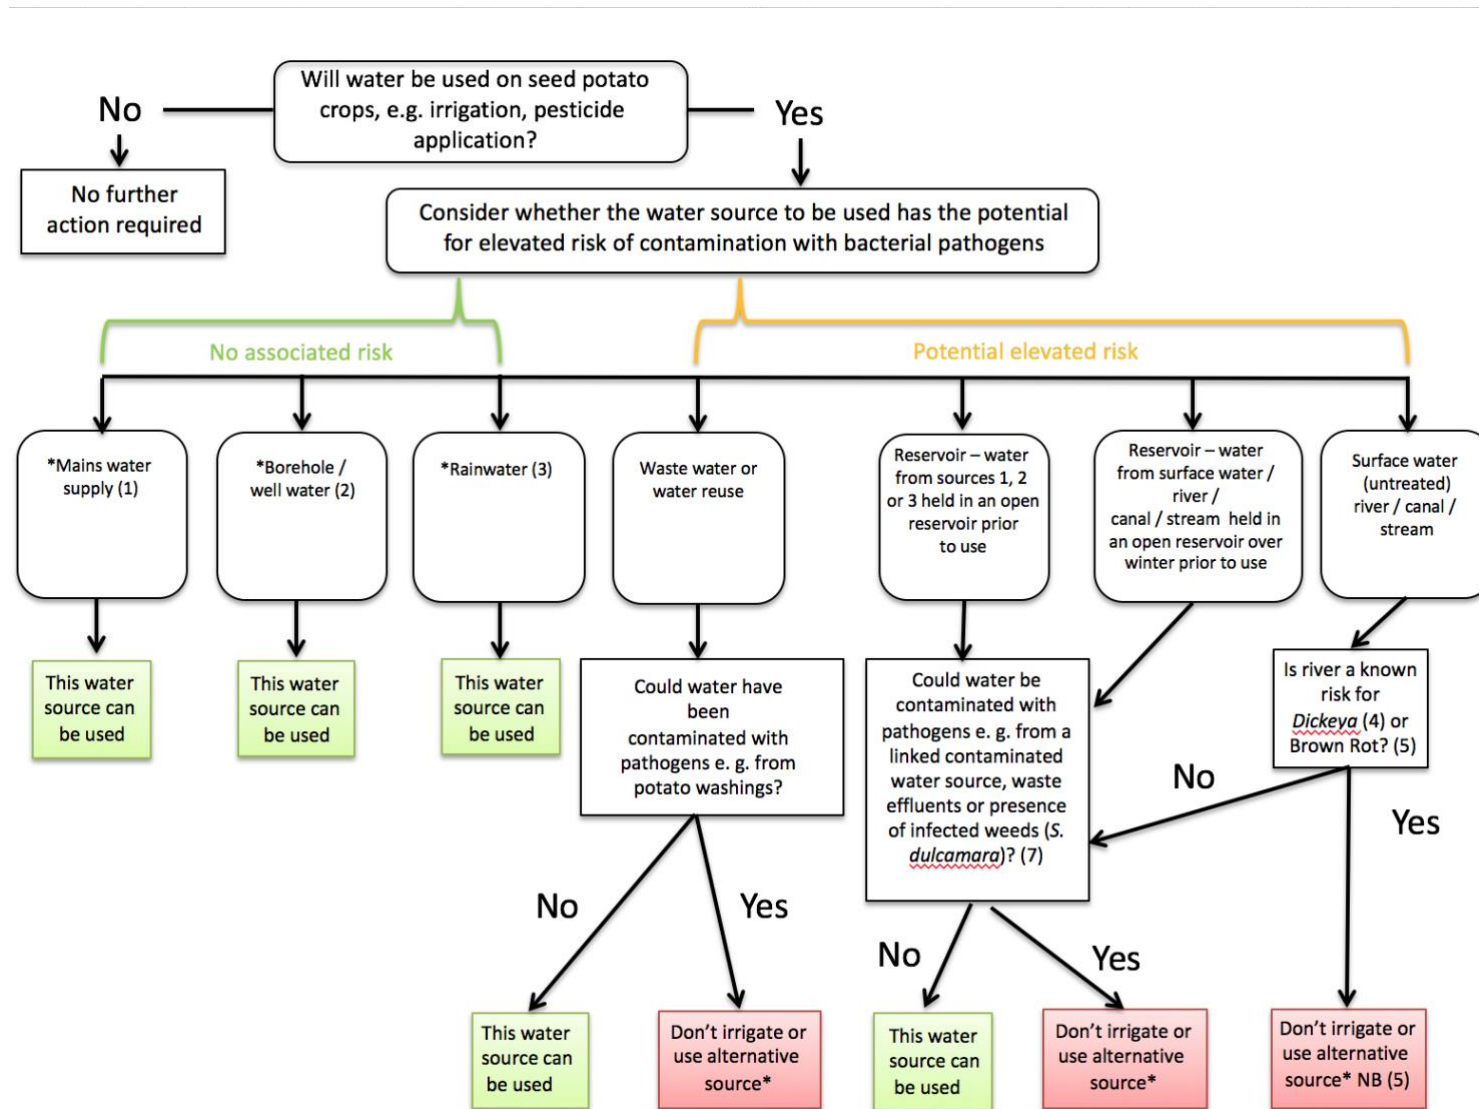 Will water be used on seed potato
crops, e.g. irrigation, pesticide
application?
No
Yes
No further
action required
Consider whether the water source to be used has the potential
for elevated risk of contamination with bacterial pathogens
No associated risk
Potential elevated risk
*Mains water
supply (1)
*Borehole /
well water (2)
*Rainwater (3)
Waste water or
water reuse
Reservoir – water
from sources 1, 2
or 3 held in an open
reservoir prior
to use
Reservoir – water
from surface water /
river /
canal / stream held in
an open reservoir over
winter prior to use
Surface water
(untreated)
river / canal /
stream
This water
source can
be used
This water
source can
be used
This water
source can
be used
Could water have
been
contaminated with
pathogens e. g. from
potato washings?
Could water be
contaminated with
pathogens e. g. from a
linked contaminated
water source, waste
effluents or presence
of infected weeds (S.
dulcamara)? (7)
Is river a known
risk for
Dickeya (4) or
Brown Rot? (5)
No
Yes
No
Yes
No
Yes
This water
source can
be used
Don’t irrigate or
use alternative
source*
This water
source can
be used
Don’t irrigate or
use alternative
source*
Don’t irrigate or
use alternative
source* NB (5)